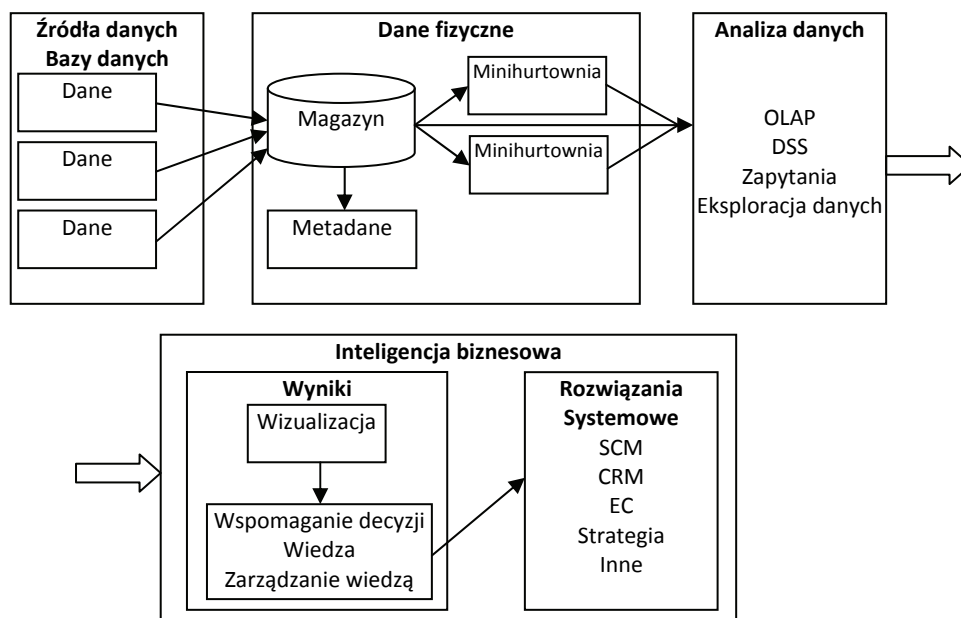 Źródła danych
Bazy danych
Dane
Dane
Dane
Dane fizyczne
Magazyn
Metadane
Minihurtownia
Minihurtownia
Analiza danych
OLAP
DSS
Zapytania
Eksploracja danych
Inteligencja biznesowa
Wyniki
Wizualizacja
Wspomaganie decyzji
Wiedza
Zarządzanie wiedzą
Rozwiązania
Systemowe
SCM
CRM
EC
Strategia
Inne